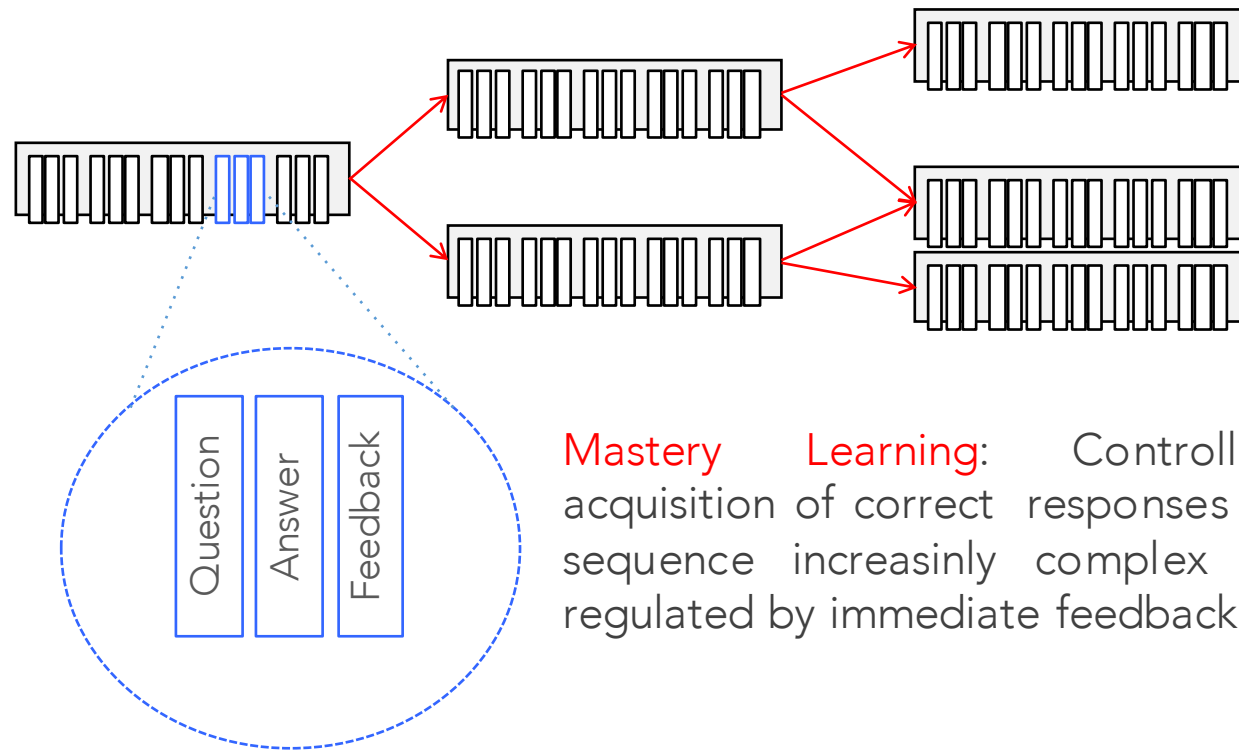 Question
Answer
Feedback
Mastery Learning: Controll
acquisition of correct responses
sequence increasinly complex
regulated by immediate feedback